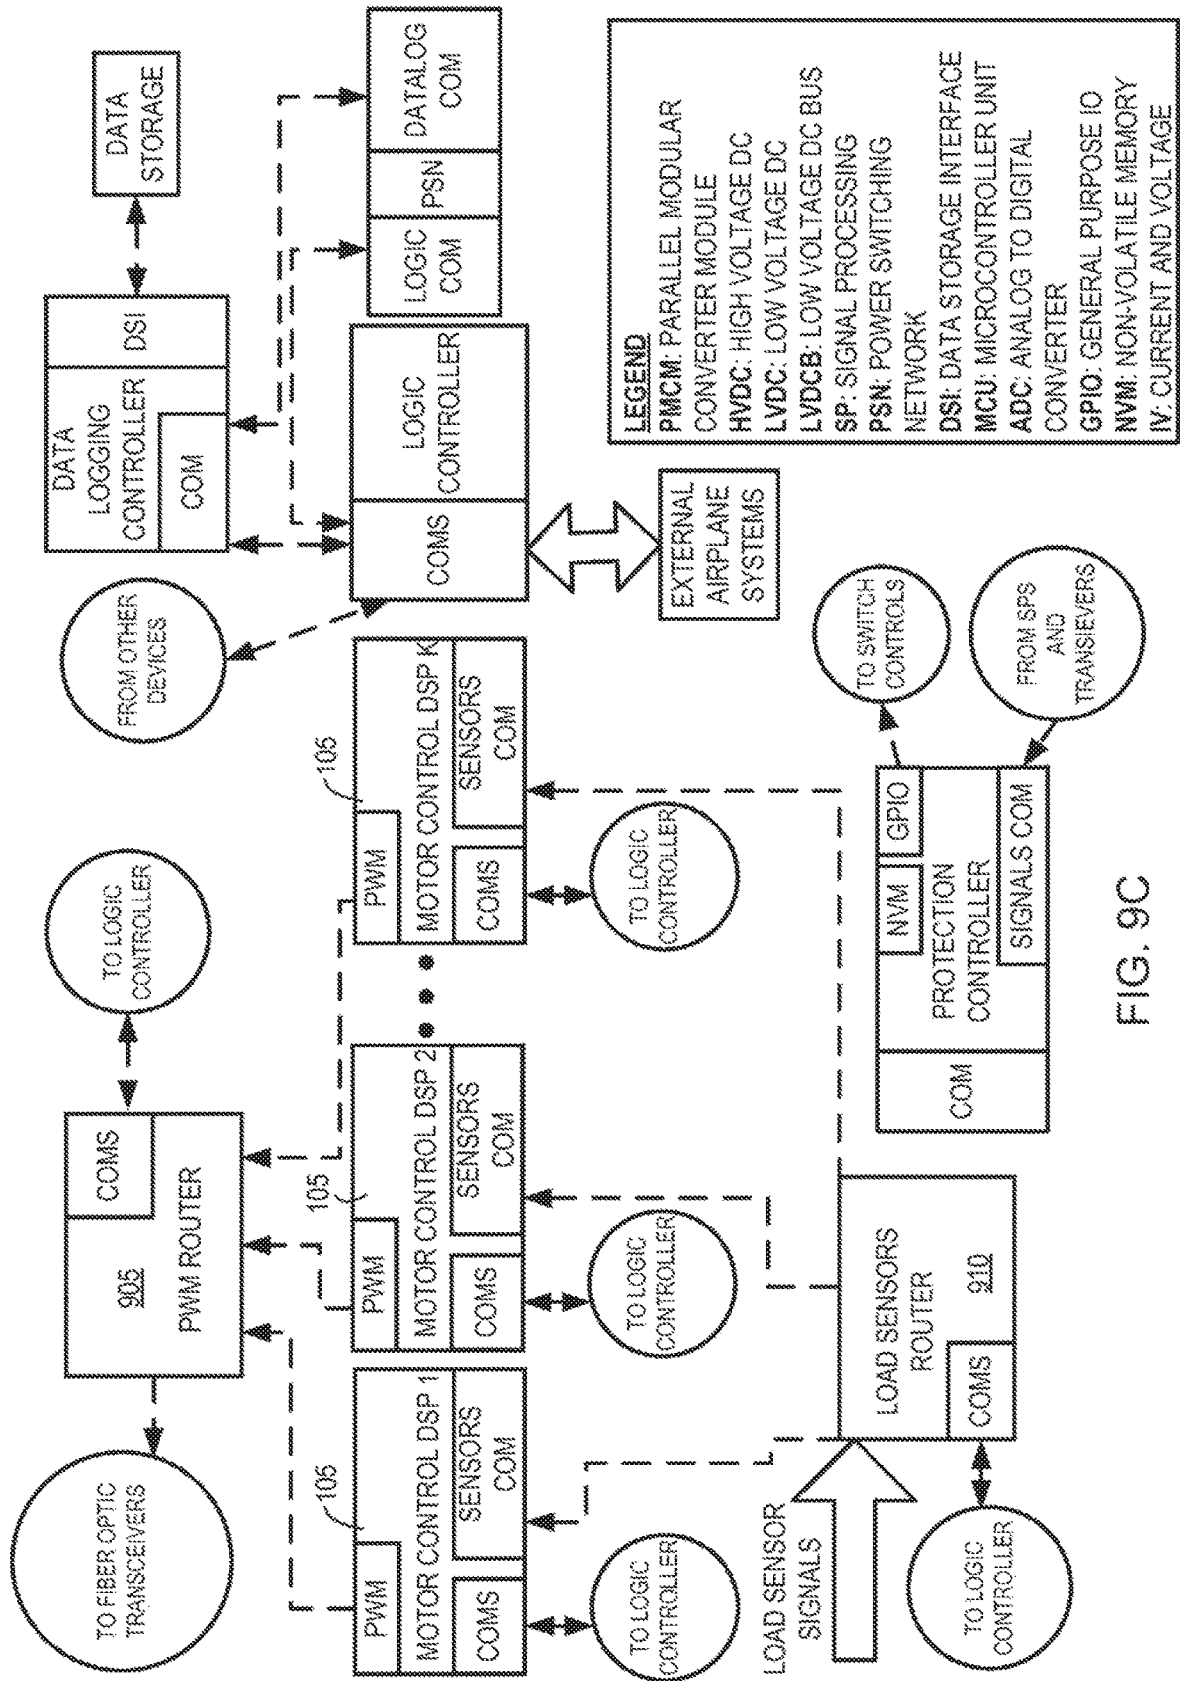 TO FIBER OPTIC
TRANSCEIVERS
905
PWM ROUTER
COMS
TO LOGIC
CONTROLLER
FROM OTHER
DEVICES
DATA
LOGGING
CONTROLLER
COM
DSI
DATA
STORAGE
105
PWM
MOTOR CONTROL DSP 1
COMS
SENSORS
COM
TO LOGIC
CONTROLLER
105
PWM
MOTOR CONTROL DSP 2
COMS
SENSORS
COM
TO LOGIC
CONTROLLER
105
PWM
MOTOR CONTROL DSP K
COMS
SENSORS
COM
TO LOGIC
CONTROLLER
COMS
LOGIC
CONTROLLER
LOGIC
COM
PSN
DATALOG
COM
EXTERNAL
AIRPLANE
SYSTEMS
LOAD SENSOR
SIGNALS
LOAD SENSORS
ROUTER
910
COMS
TO LOGIC
CONTROLLER
COM
PROTECTION
CONTROLLER
NVM
GPIO
SIGNALS COM
TO SWITCH
CONTROLS
FROM SPS
AND
TRANSIEVERS
LEGEND
PMCM: PARALLEL MODULAR
CONVERTER MODULE
HVDC: HIGH VOLTAGE DC
LVDC: LOW VOLTAGE DC
LVDCB: LOW VOLTAGE DC BUS
SP: SIGNAL PROCESSING
PSN: POWER SWITCHING
NETWORK
DSI: DATA STORAGE INTERFACE
MCU: MICROCONTROLLER UNIT
ADC: ANALOG TO DIGITAL
CONVERTER
GPIO: GENERAL PURPOSE IO
NVM: NON-VOLATILE MEMORY
IV: CURRENT AND VOLTAGE
FIG. 9C